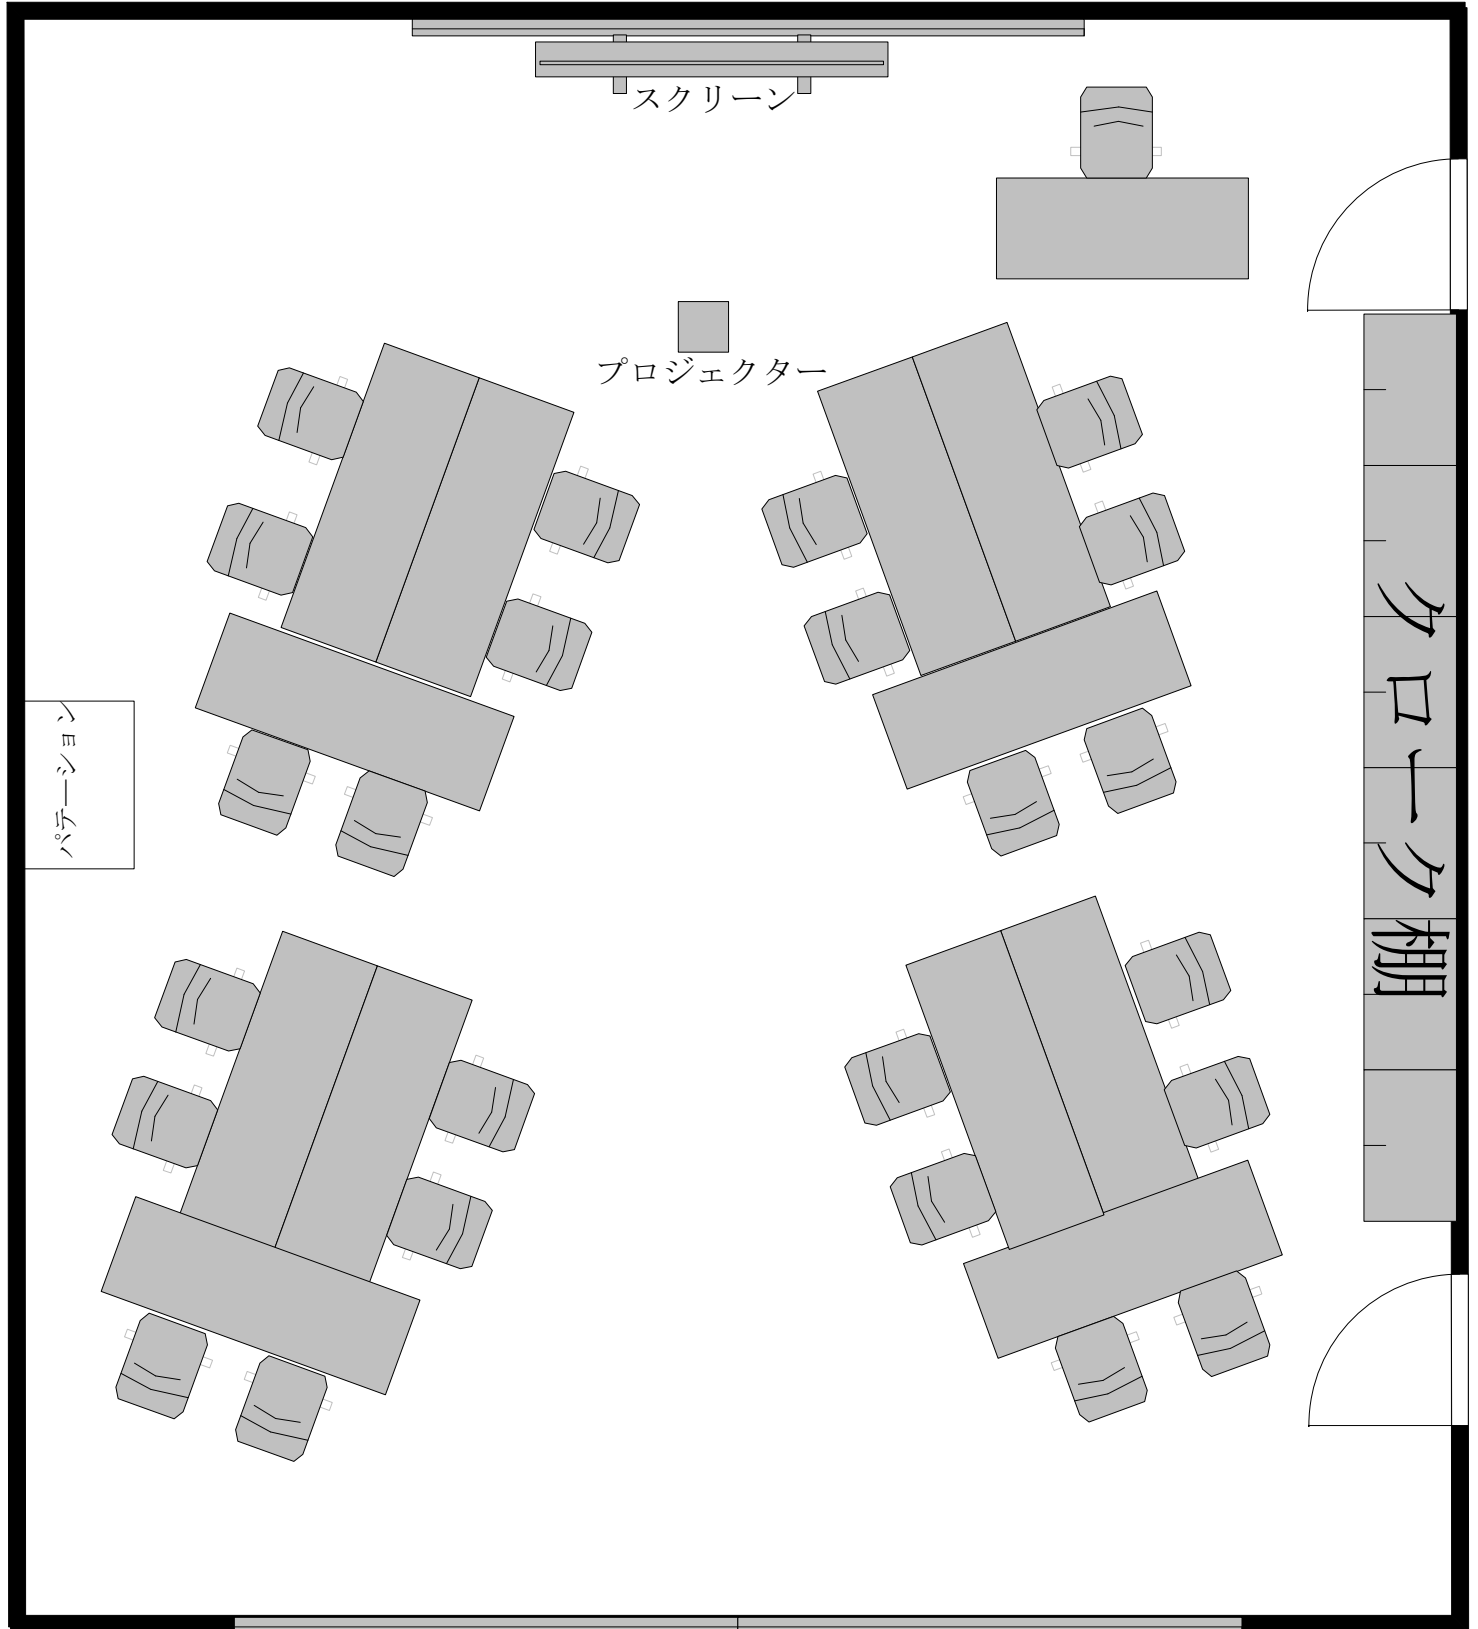 スクリーン
プロジェクター
パテーション
クローク棚